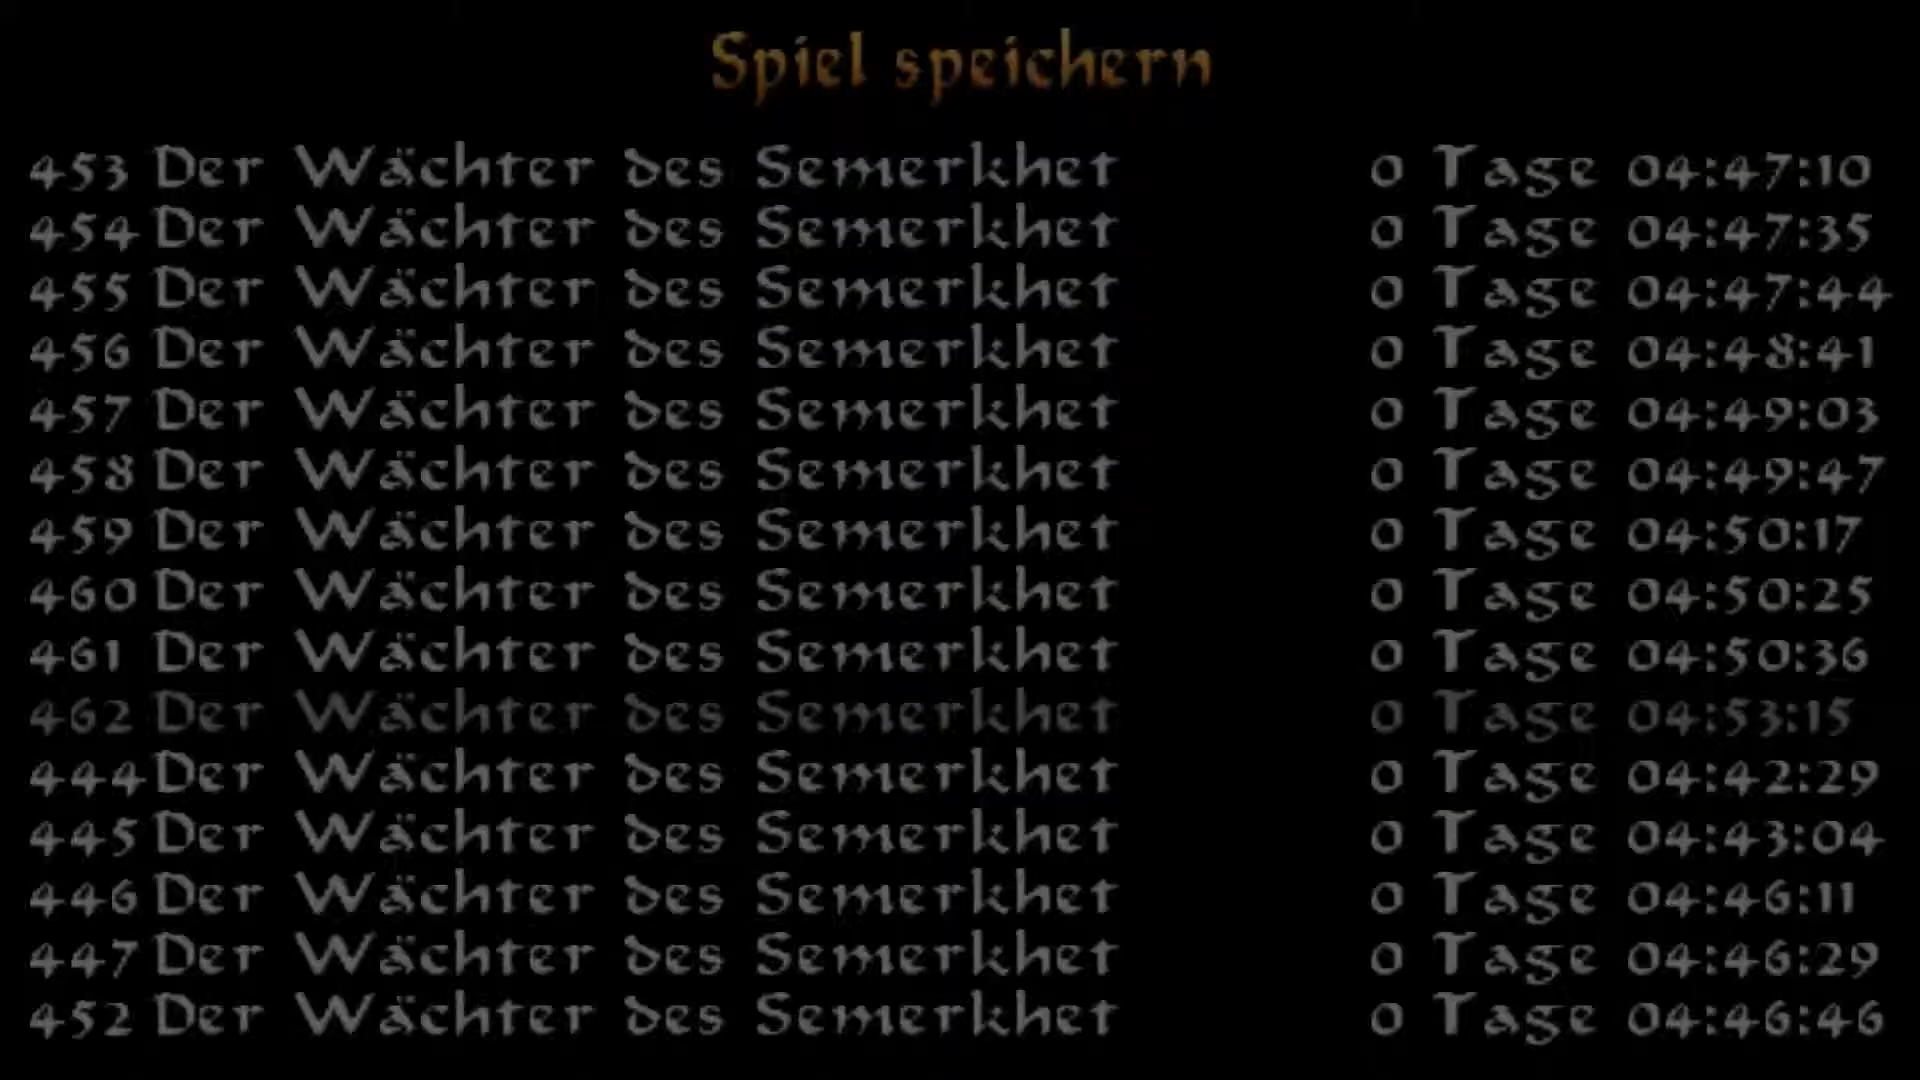 Spiel speichern
453 Der Wächter des Semerkhet 0 Tage 04:47:10
454 Der Wächter des Semerkhet 0 Tage 04:47:35
455 Der Wächter des Semerkhet 0 Tage 04:47:44
456 Der Wächter des Semerkhet 0 Tage 04:48:41
457 Der Wächter des Semerkhet 0 Tage 04:49:03
458 Der Wächter des Semerkhet 0 Tage 04:49:47
459 Der Wächter des Semerkhet 0 Tage 04:50:17
460 Der Wächter des Semerkhet 0 Tage 04:50:25
461 Der Wächter des Semerkhet 0 Tage 04:50:36
462 Der Wächter des Semerkhet 0 Tage 04:53:15
444 Der Wächter des Semerkhet 0 Tage 04:42:29
445 Der Wächter des Semerkhet 0 Tage 04:43:04
446 Der Wächter des Semerkhet 0 Tage 04:46:11
447 Der Wächter des Semerkhet 0 Tage 04:46:29
452 Der Wächter des Semerkhet 0 Tage 04:46:46